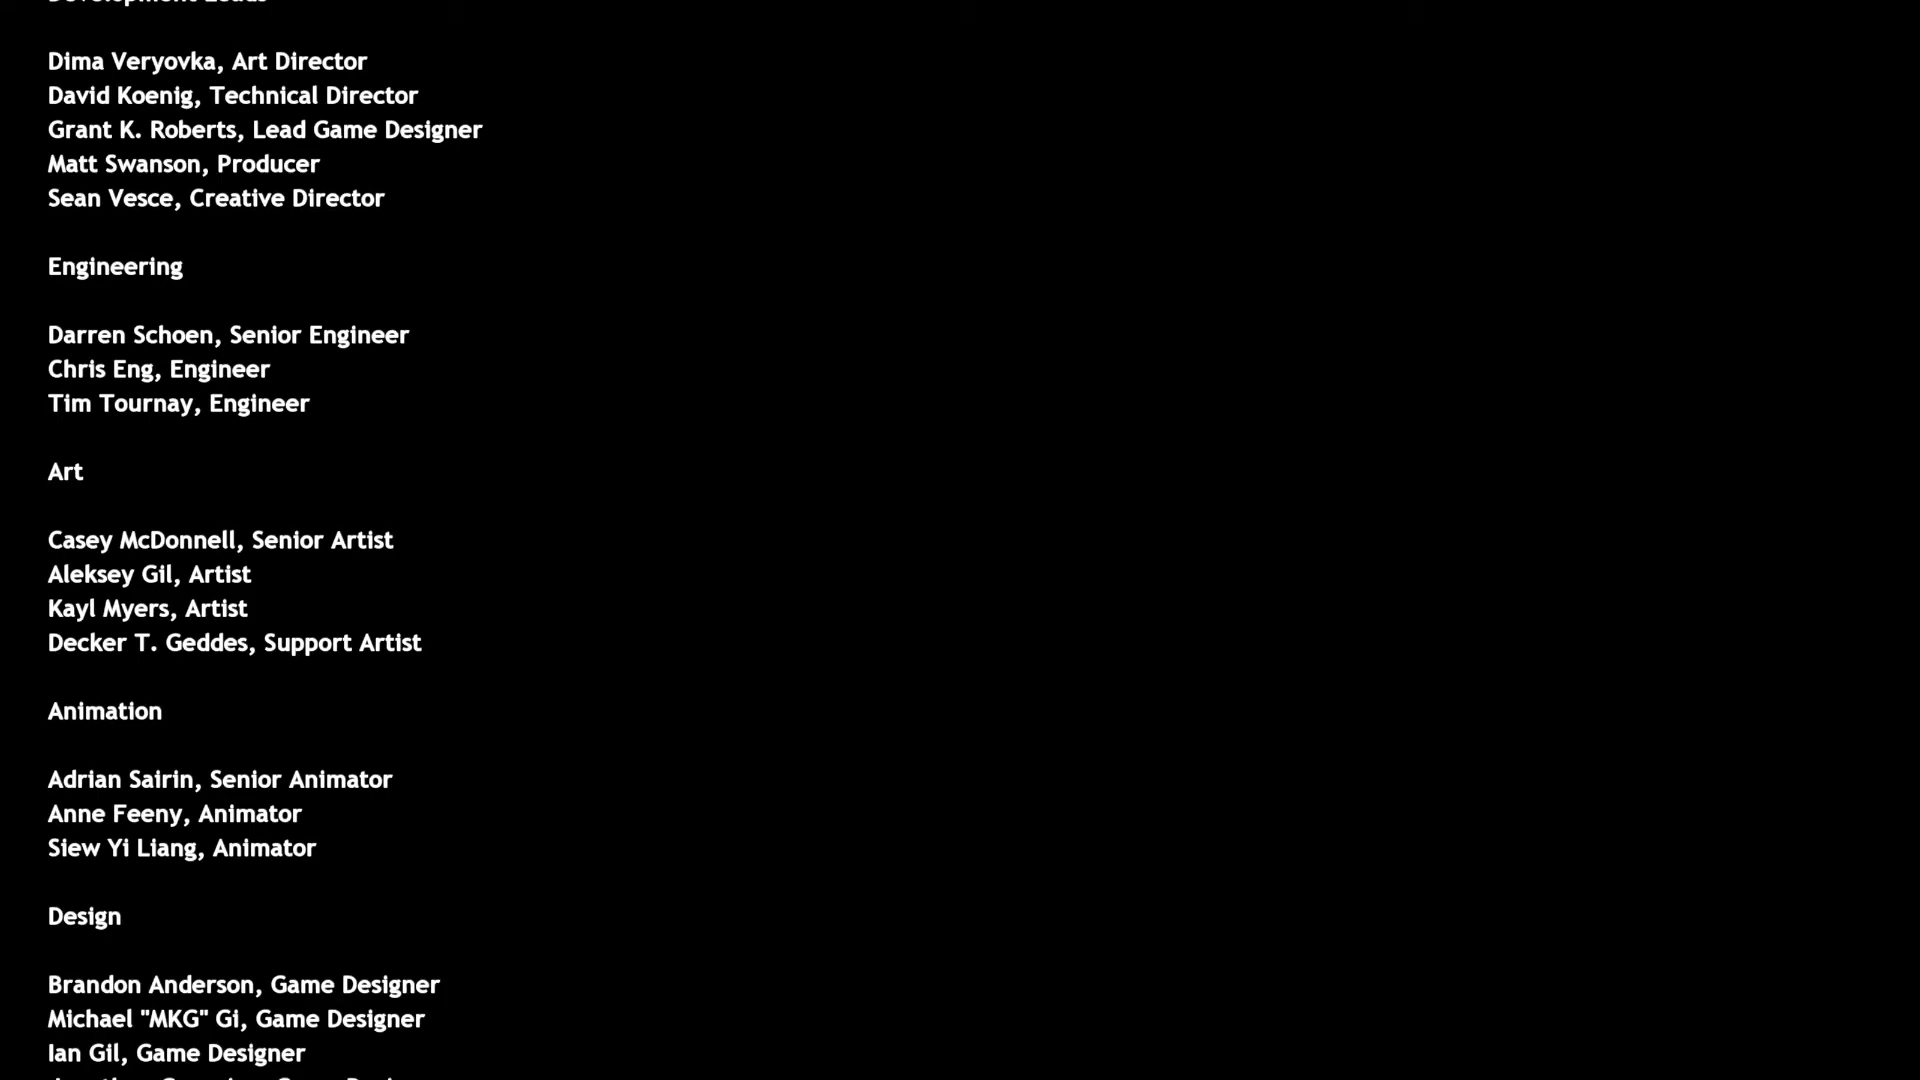 Development Leads
Dima Veryovka, Art Director
David Koenig, Technical Director
Grant K. Roberts, Lead Game Designer
Matt Swanson, Producer
Sean Vesce, Creative Director
Engineering
Darren Schoen, Senior Engineer
Chris Eng, Engineer
Tim Tournay, Engineer
Art
Casey McDonnell, Senior Artist
Aleksey Gil, Artist
Kayl Myers, Artist
Decker T. Geddes, Support Artist
Animation
Adrian Sairin, Senior Animator
Anne Feeny, Animator
Siew Yi Liang, Animator
Design
Brandon Anderson, Game Designer
Michael "MKG" Gi, Game Designer
Ian Gil, Game Designer